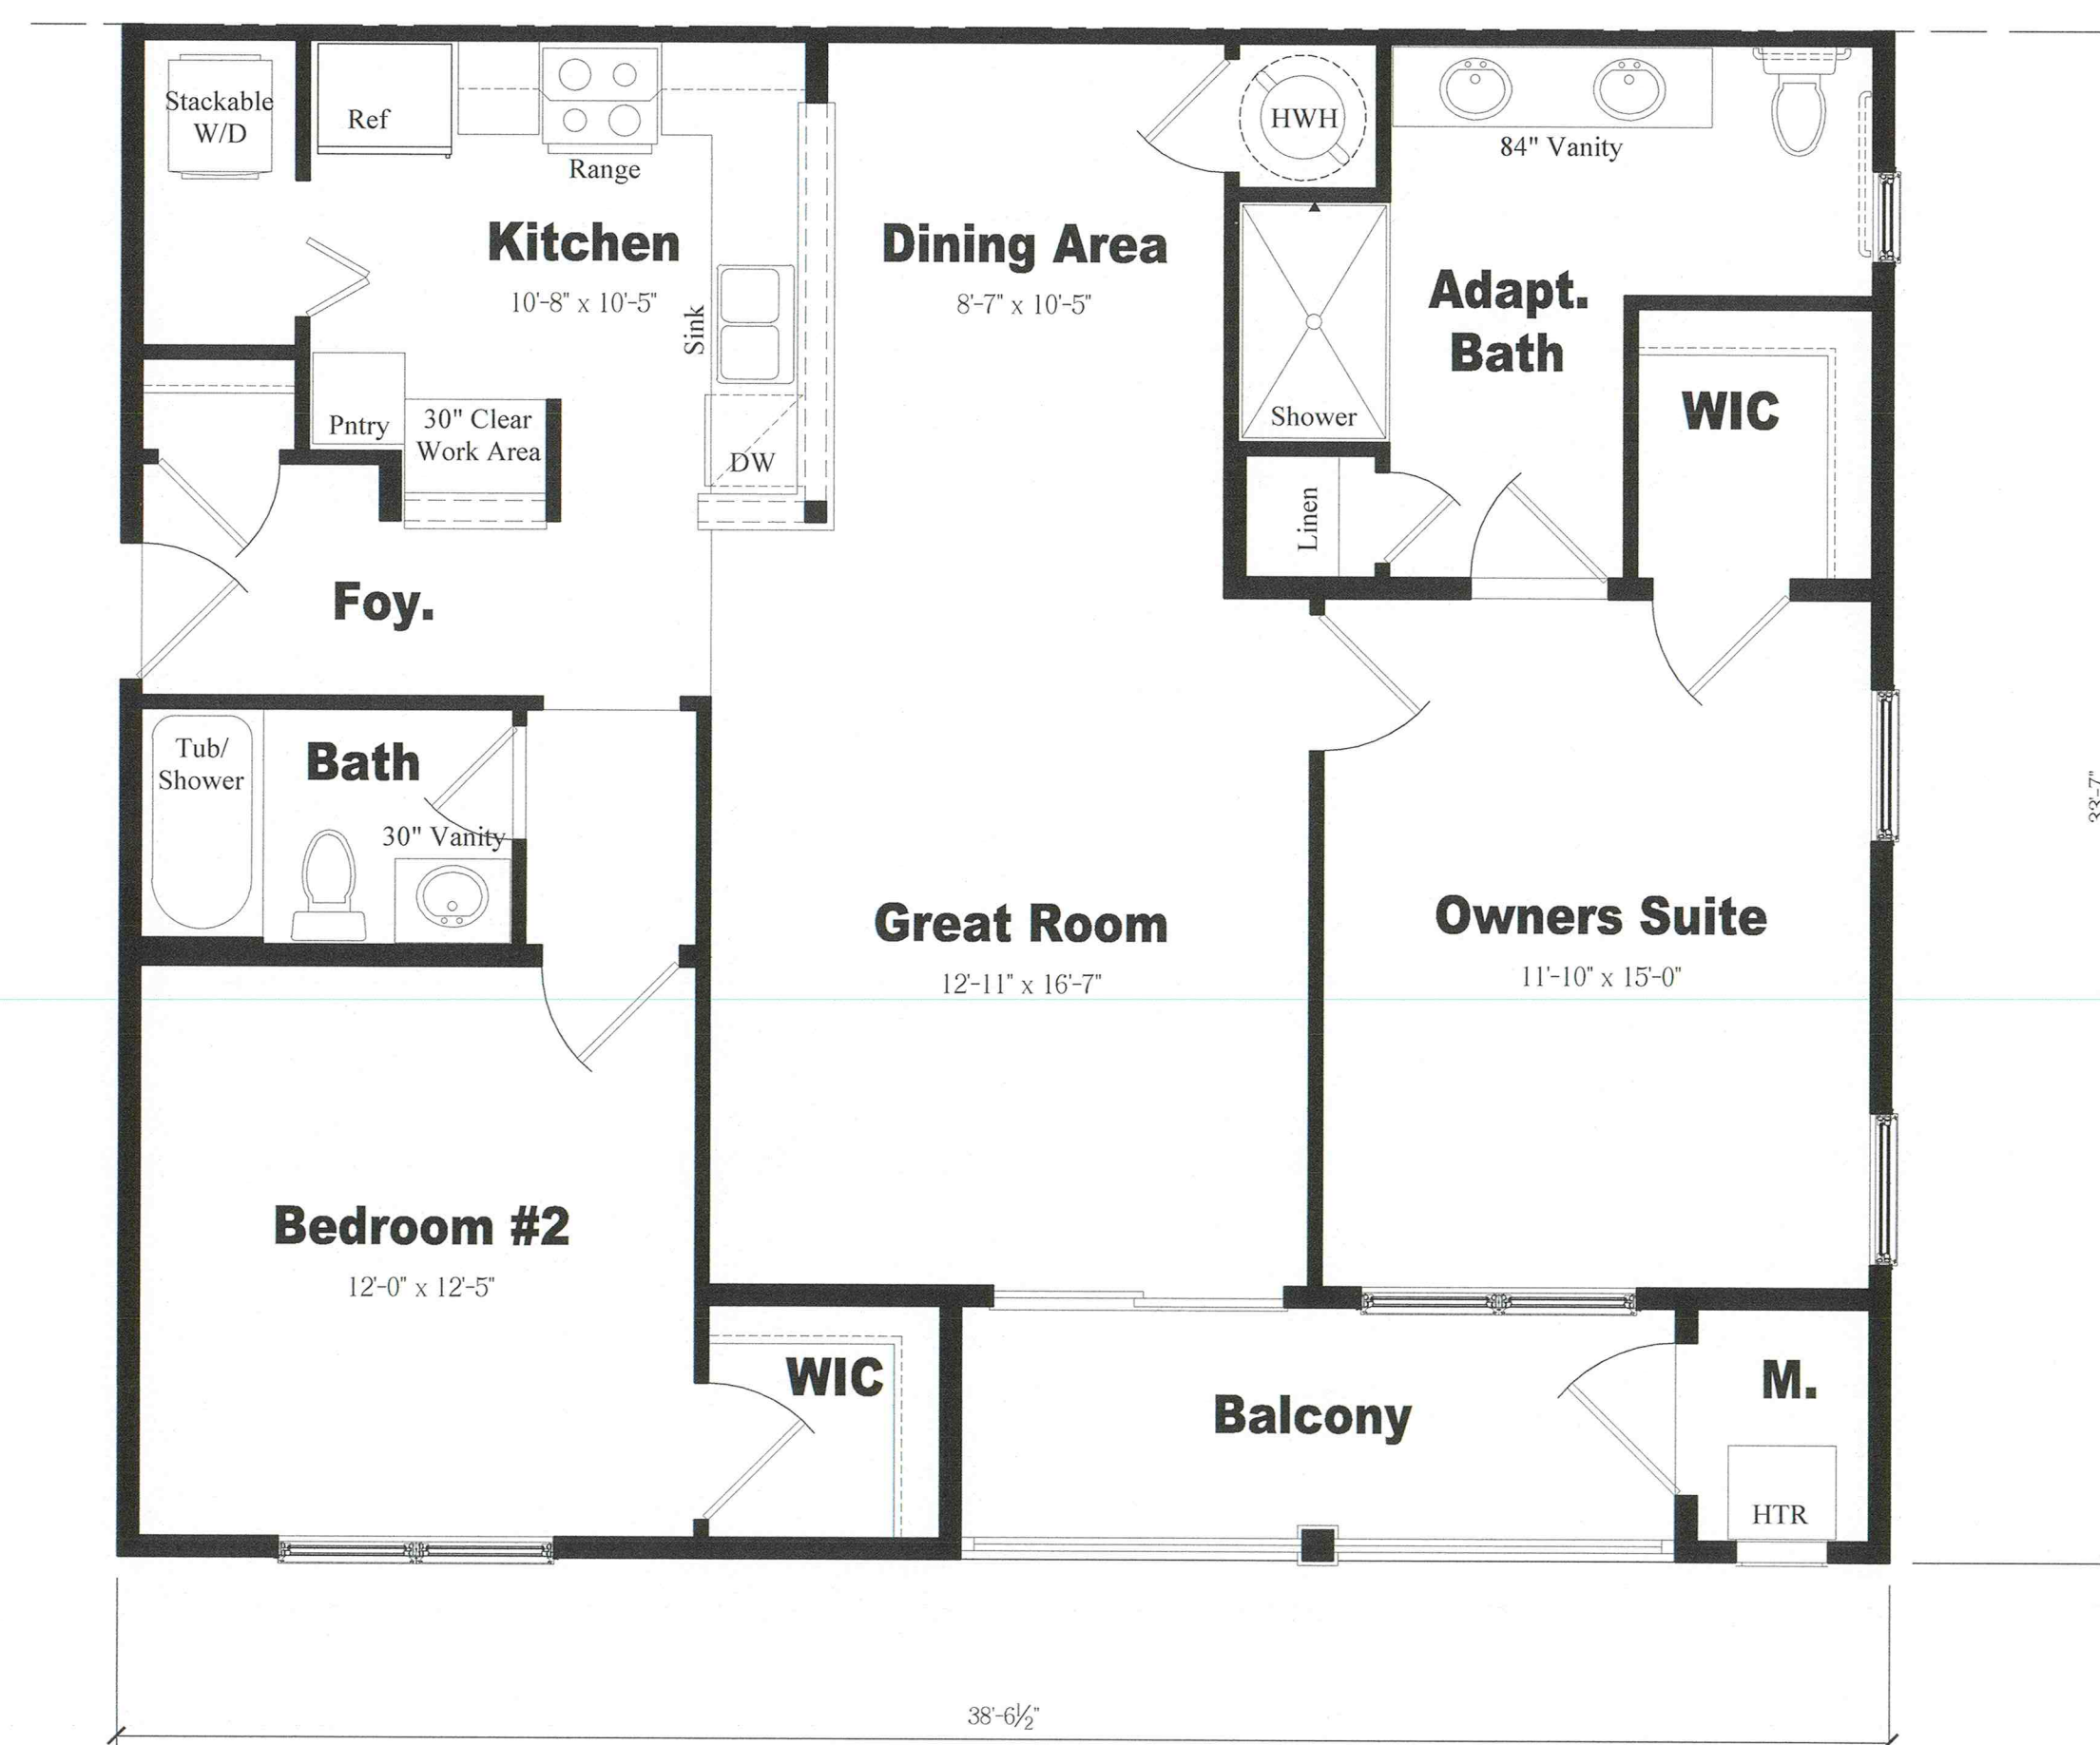 Stackable
W/D
Ref
Range
Kitchen
10'-8" x 10'-5"
Sink
Dining Area
8'-7" x 10'-5"
HWH
84" Vanity
Adapt.
Bath
Shower
WIC
Pntry
30" Clear
Work Area
DW
Linen
Foy.
Tub/
Shower
Bath
30" Vanity
33'-7"
Great Room
12'-11" x 16'-7"
Owners Suite
11'-10" x 15'-0"
Bedroom #2
12'-0" x 12'-5"
WIC
Balcony
M.
HTR
38'-6½"